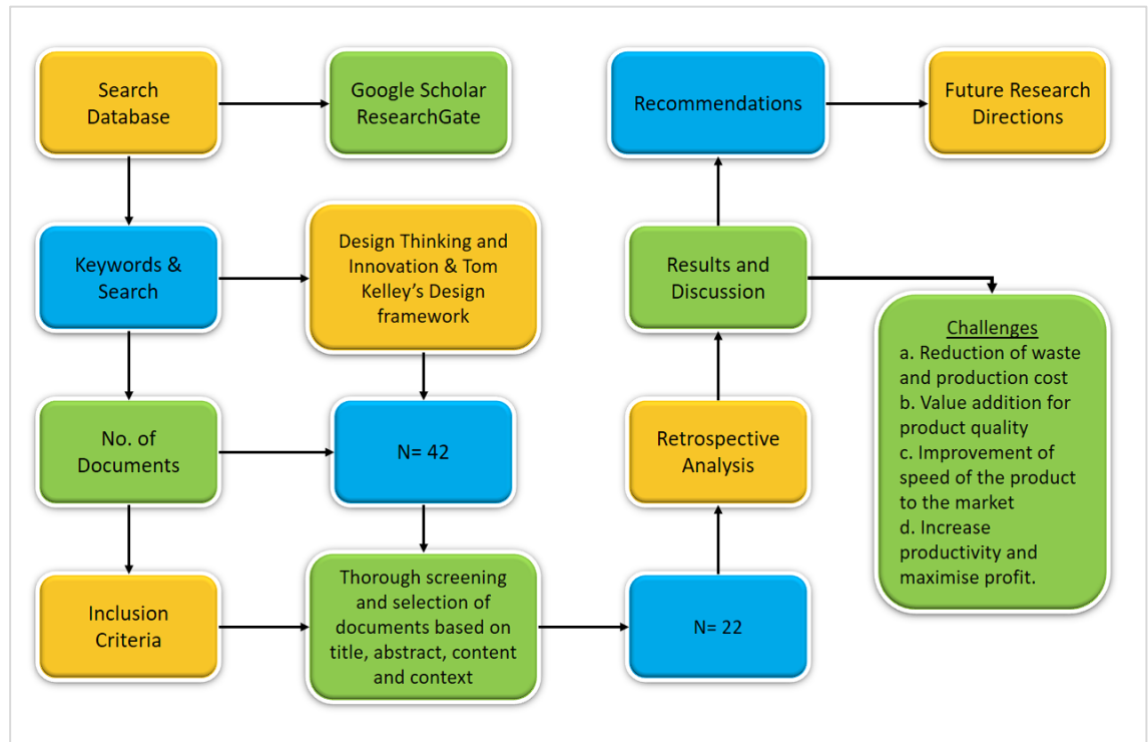 Search
Database
Google Scholar
ResearchGate
Keywords &
Search
Design Thinking and
Innovation & Tom
Kelley’s Design
framework
No. of
Documents
N= 42
Inclusion
Criteria
Thorough screening
and selection of
documents based on
title, abstract, content
and context
N= 22
Retrospective
Analysis
Results and
Discussion
Challenges
a. Reduction of waste
and production cost
b. Value addition for
product quality
c. Improvement of
speed of the product
to the market
d. Increase
productivity and
maximise profit.
Recommendations
Future Research
Directions